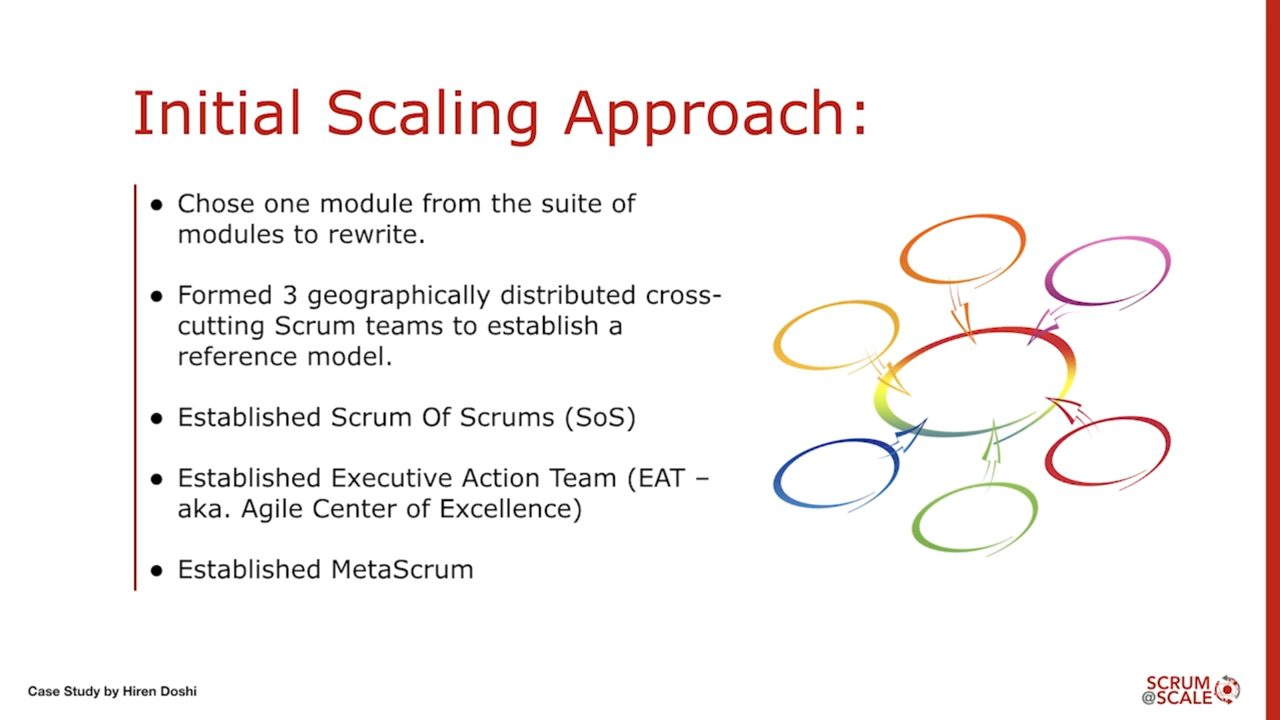 Initial Scaling Approach:
● Chose one module from the suite of
modules to rewrite.
● Formed 3 geographically distributed cross-
cutting Scrum teams to establish a
reference model.
● Established Scrum Of Scrums (SoS)
● Established Executive Action Team (EAT –
aka. Agile Center of Excellence)
● Established MetaScrum
Case Study by Hiren Doshi
SCRUM
@SCALE